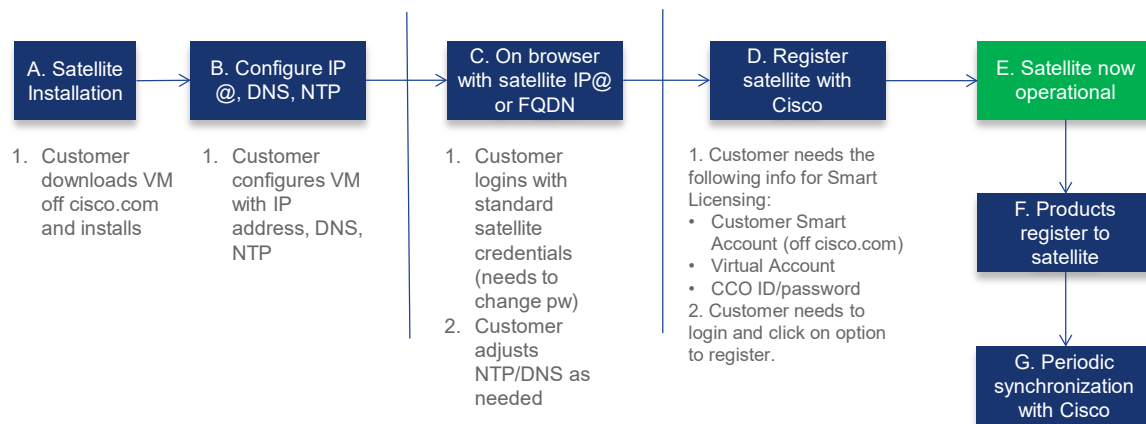 A. Satellite
Installation
B. Configure IP
@, DNS, NTP
C. On browser
with satellite IP@
or FQDN
D. Register
satellite with
Cisco
E. Satellite now
operational
1. Customer
downloads VM
off cisco.com
and installs
1. Customer
configures VM
with IP
address, DNS,
NTP
1. Customer
logins with
standard
satellite
credentials
(needs to
change pw)
2. Customer
adjusts
NTP/DNS as
needed
1. Customer needs the
following info for Smart
Licensing:
• Customer Smart
Account (off cisco.com)
• Virtual Account
• CCO ID/password
2. Customer needs to
login and click on option
to register.
F. Products
register to
satellite
G. Periodic
synchronization
with Cisco